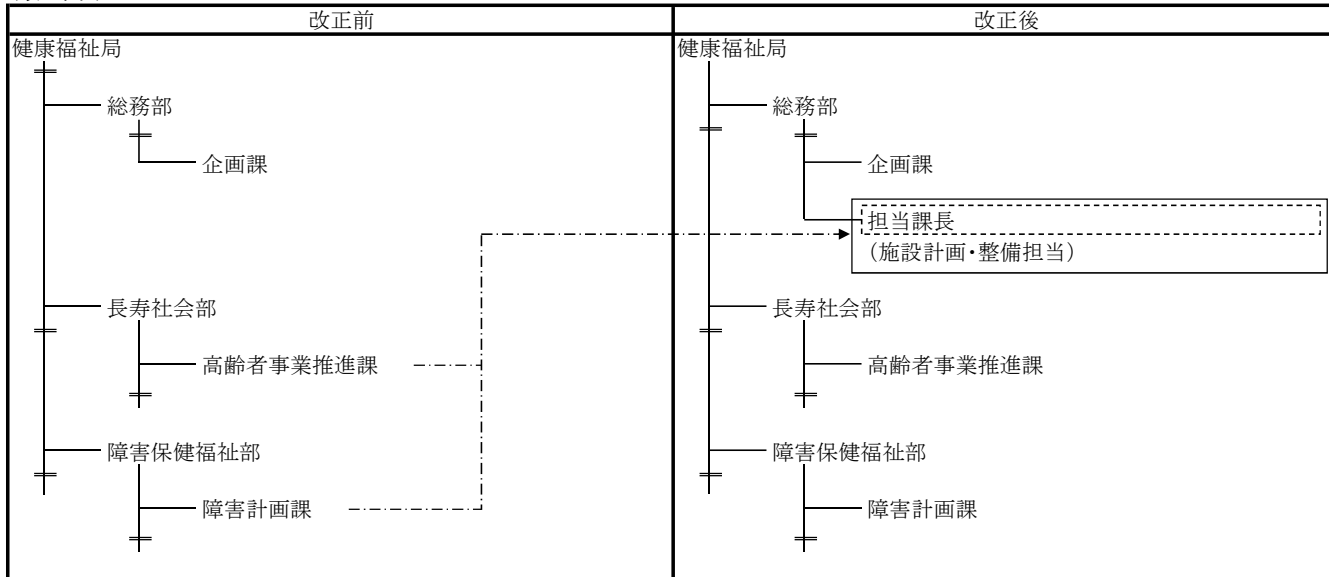 改正前
健康福祉局
総務部
企画課
長寿社会部
高齢者事業推進課
障害保健福祉部
障害計画課
改正後
健康福祉局
総務部
企画課
担当課長
（施設計画・整備担当）
長寿社会部
高齢者事業推進課
障害保健福祉部
障害計画課